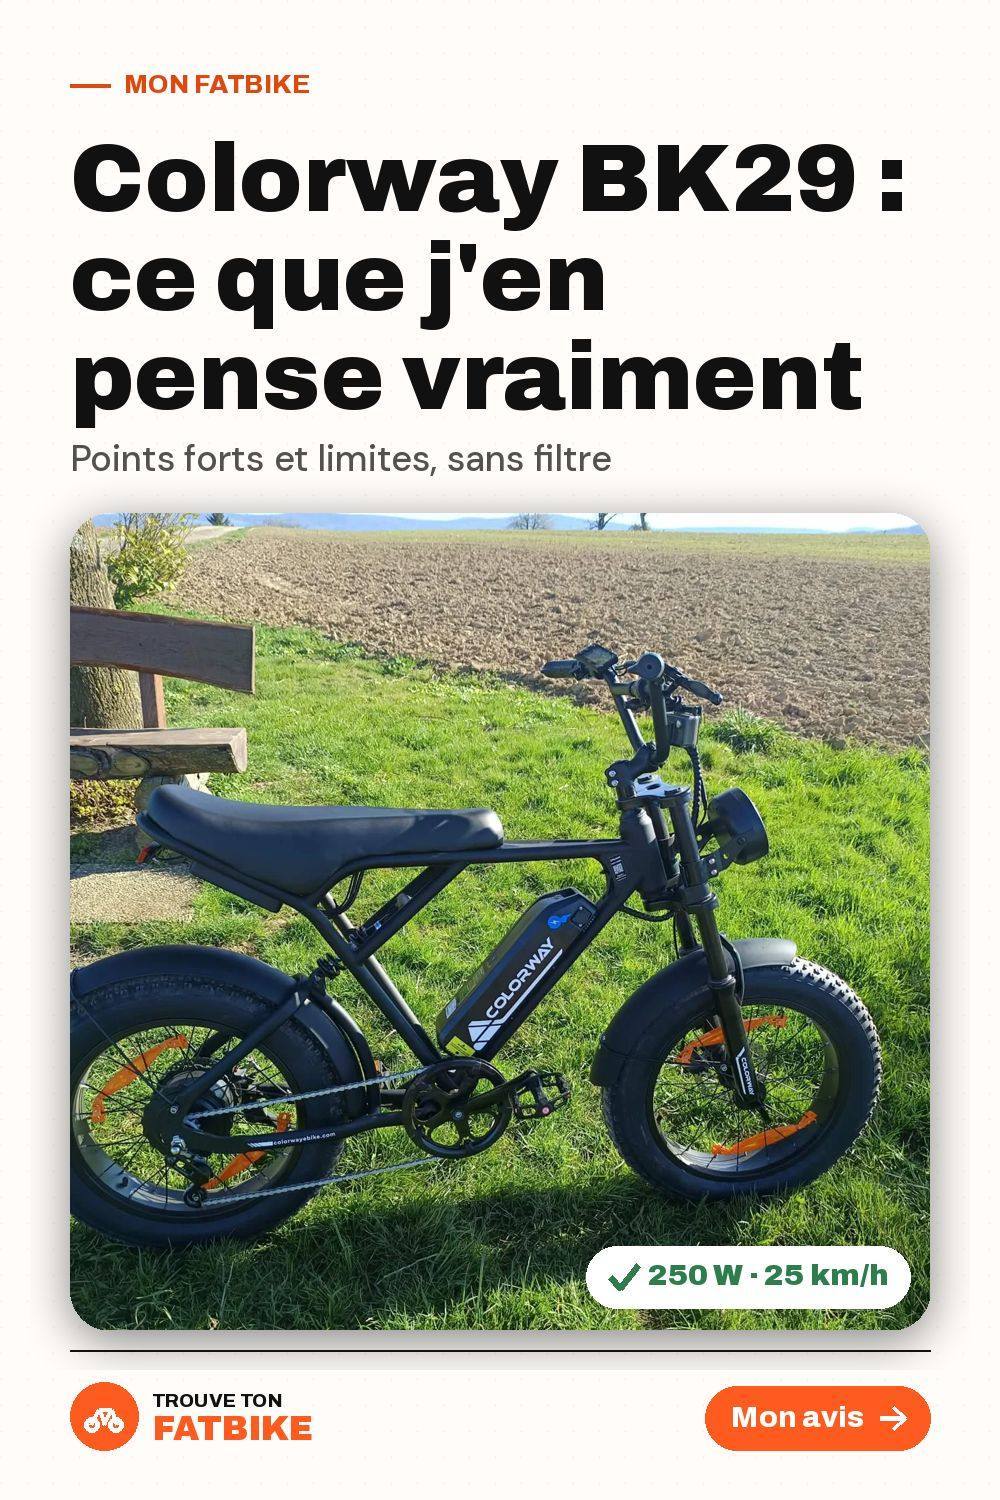 MON FATBIKE
Colorway BK29 :
ce que j'en
pense vraiment
Points forts et limites, sans filtre
COLORWAY
COLORWAY
colorwayebike.com
250 W · 25 km/h
TROUVE TON
FATBIKE
Mon avis